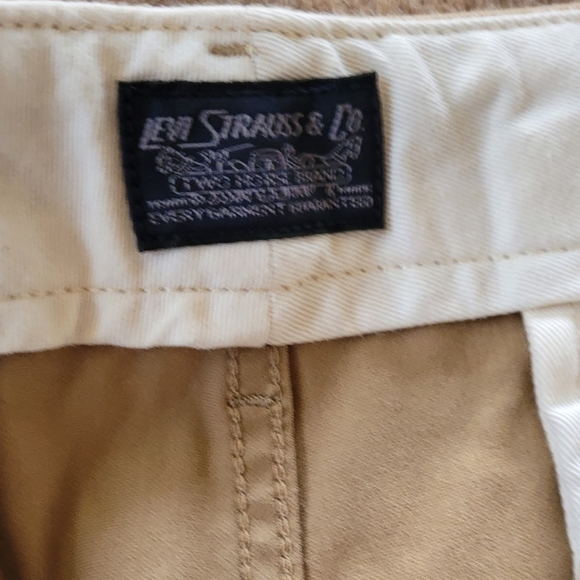 LEVI STRAUSS & CO.
TWO HORSE BRAND
EVERY GARMENT GUARANTEED